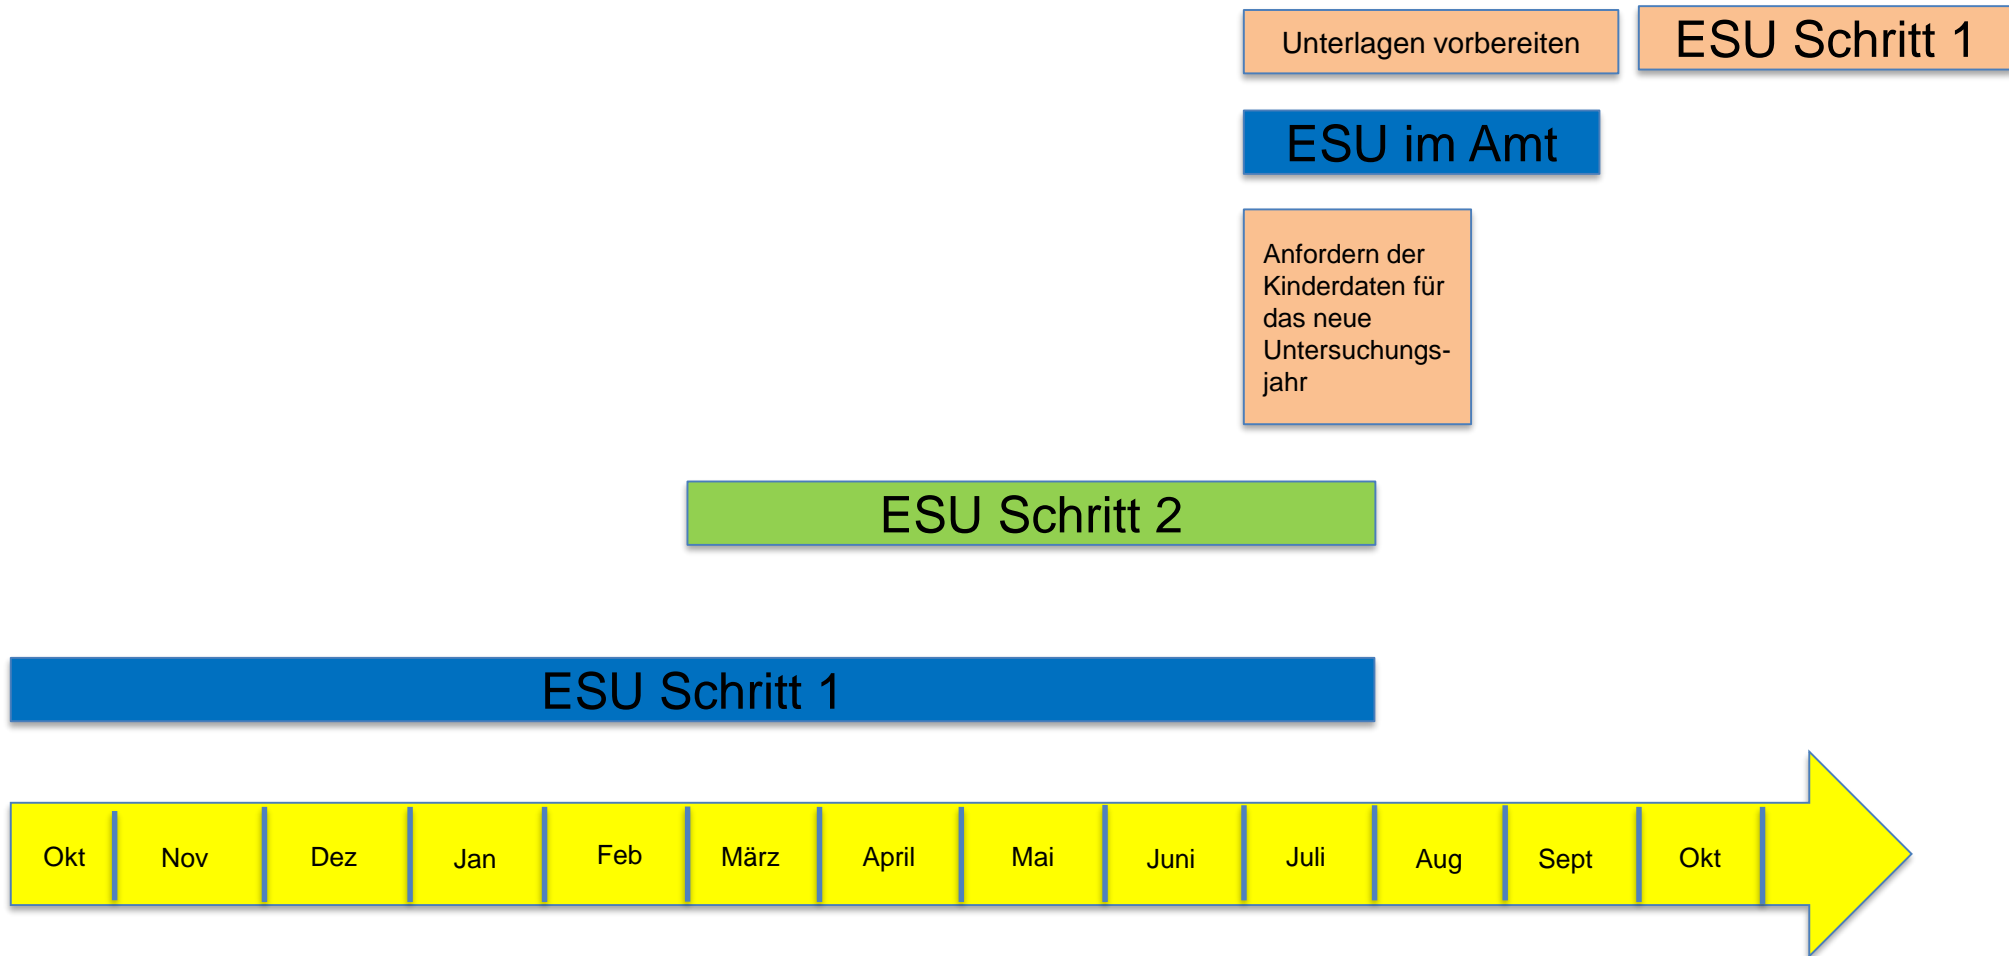 Unterlagen vorbereiten
ESU Schritt 1
ESU im Amt
Anfordern der
Kinderdaten für
das neue
Untersuchungs-
jahr
ESU Schritt 2
ESU Schritt 1
Okt
Nov
Dez
Jan
Feb
März
April
Mai
Juni
Juli
Aug
Sept
Okt